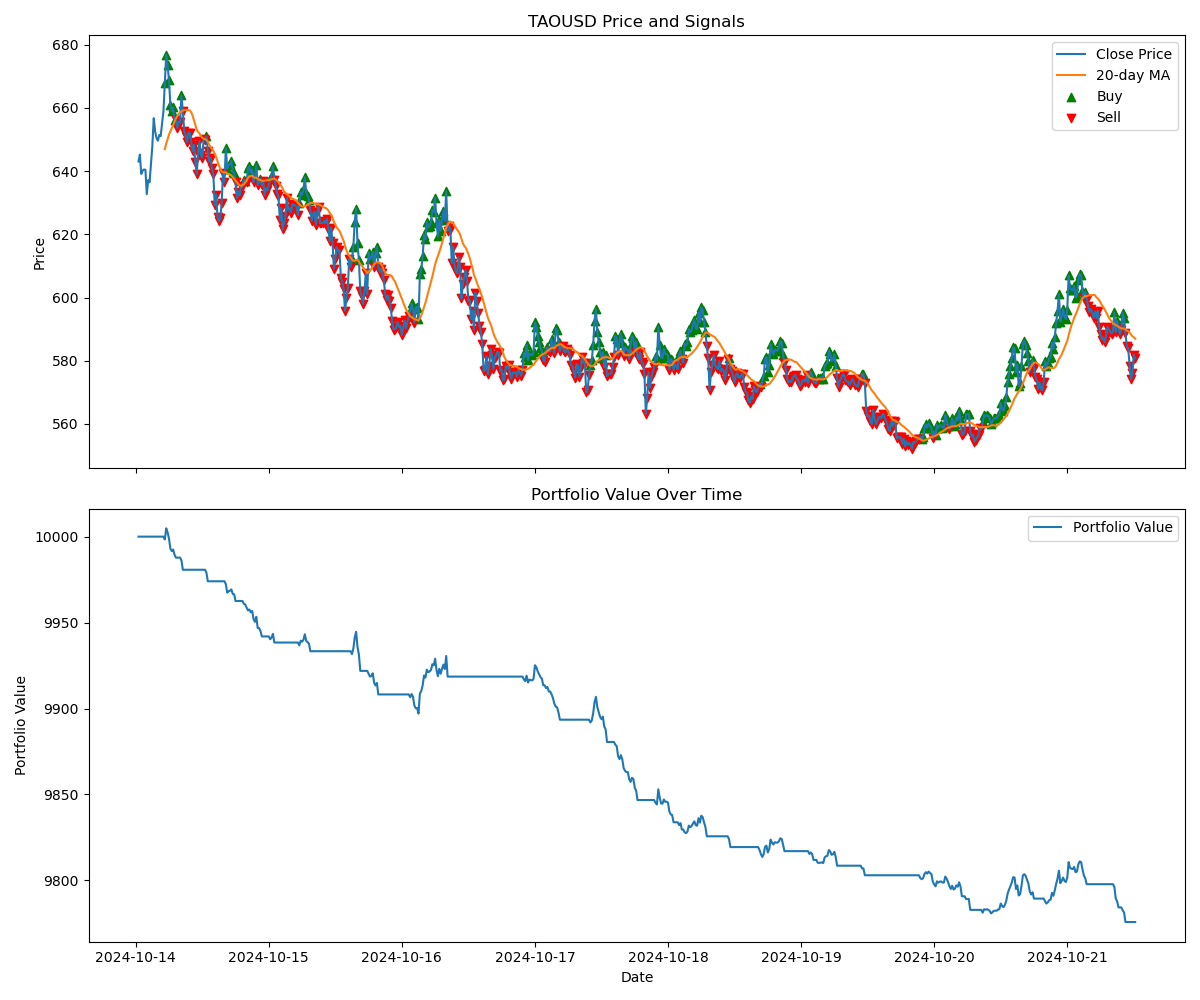 TAOUSD Price and Signals
Price
680
660
640
620
600
580
560
Close Price
20-day MA
Buy
Sell
Portfolio Value Over Time
Portfolio Value
10000
9950
9900
9850
9800
Portfolio Value
2024-10-14
2024-10-15
2024-10-16
2024-10-17
2024-10-18
2024-10-19
2024-10-20
2024-10-21
Date